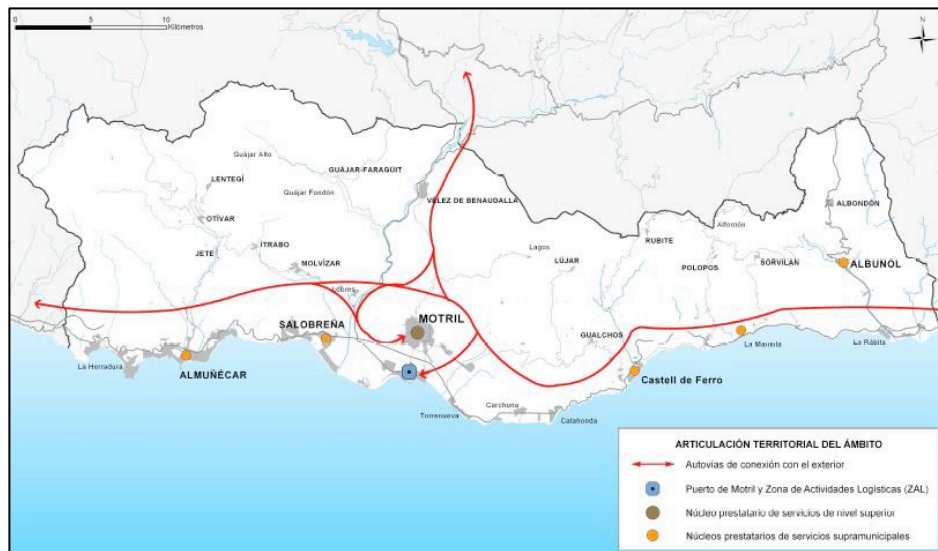 0 5 10
Kilómetros
N
Guájar Alto
GUÁJAR-FARAGÜIT
LENTEGÍ
Guájar Fondón
VÉLEZ DE BENAUDALLA
ALBONDÓN
OTÍVAR
Alfornón
RUBITE
ÍTRABO
JETE
Lagos
LÚJAR
MOLVÍZAR
POLOPOS
SORVILÁN
ALBUÑOL
Lobres
MOTRIL
SALOBREÑA
GUALCHOS
La Mamola
La Rábita
La Herradura
ALMUÑÉCAR
Castell de Ferro
Carchuna
Torrenueva
Calahonda
ARTICULACIÓN TERRITORIAL DEL ÁMBITO
Autovías de conexión con el exterior
Puerto de Motril y Zona de Actividades Logísticas (ZAL)
Núcleo prestatario de servicios de nivel superior
Núcleos prestatarios de servicios supramunicipales